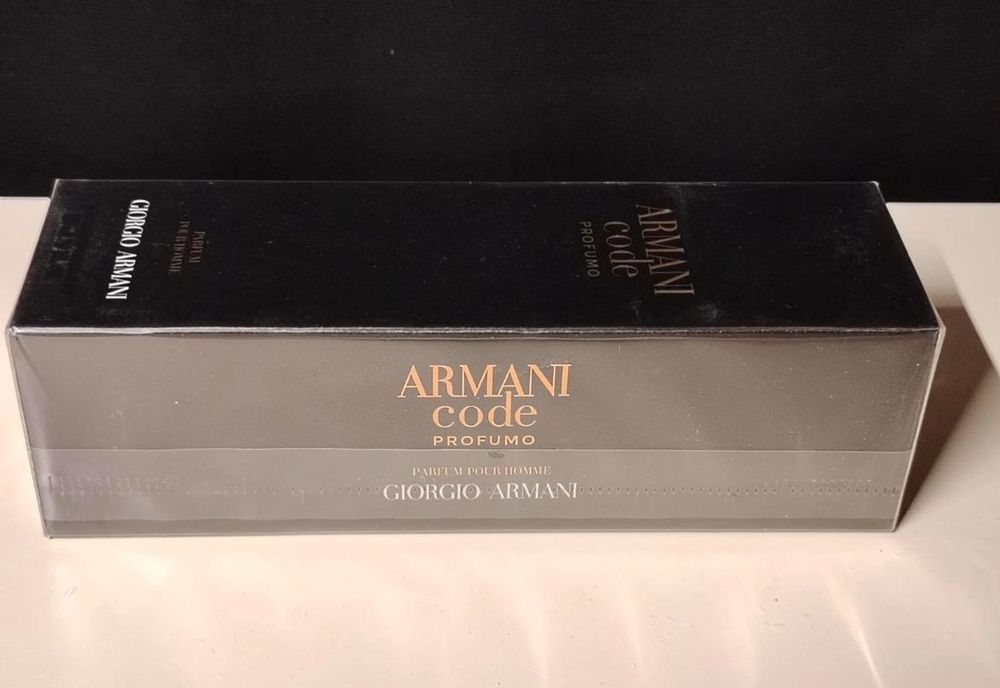 ARMANI
code
PROFUMO
PARFUM
POUR HOMME
GIORGIO ARMANI
ARMANI
code
PROFUMO
PARFUM POUR HOMME
GIORGIO ARMANI